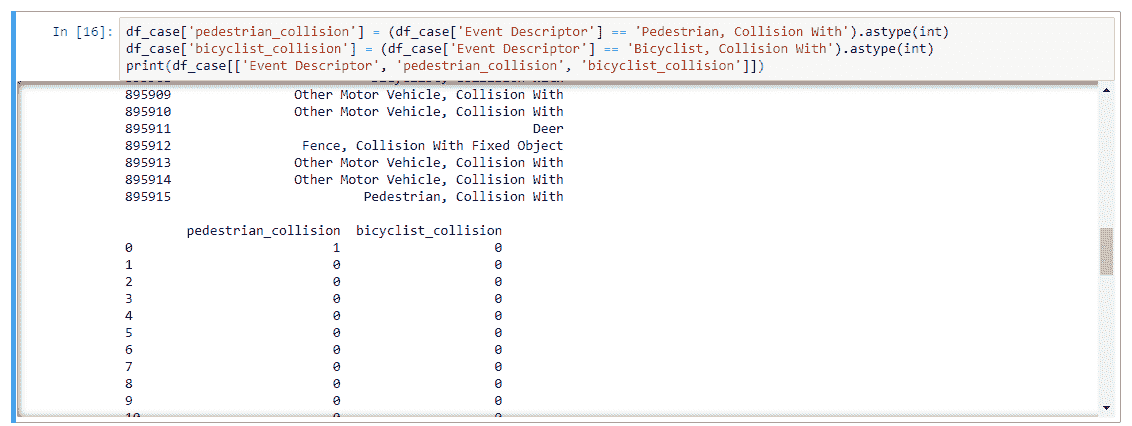 In [16]: df_case['pedestrian_collision'] = (df_case['Event Descriptor'] == 'Pedestrian, Collision With').astype(int)
df_case['bicyclist_collision'] = (df_case['Event Descriptor'] == 'Bicyclist, Collision With').astype(int)
print(df_case[['Event Descriptor', 'pedestrian_collision', 'bicyclist_collision']])
895909 Other Motor Vehicle, Collision With
895910 Other Motor Vehicle, Collision With
895911 Deer
895912 Fence, Collision With Fixed Object
895913 Other Motor Vehicle, Collision With
895914 Other Motor Vehicle, Collision With
895915 Pedestrian, Collision With
pedestrian_collision bicyclist_collision
0 1 0
1 0 0
2 0 0
3 0 0
4 0 0
5 0 0
6 0 0
7 0 0
8 0 0
9 0 0
10 0 0